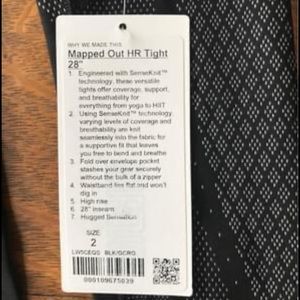 WHY WE MADE THIS
Mapped Out HR Tight
28"
1. Engineered with SenseKnit™
technology, these versatile
tights offer coverage, support,
and breathability for
everything from yoga to HIIT
2. Using SenseKnit™ technology
varying levels of coverage and
breathability are knit
seamlessly into the fabric for
a supportive fit that leaves
you free to bend and breathe
3. Fold over envelope pocket
stashes your gear securely
without the bulk of a zipper
4. Waistband lies flat and won't
dig in
5. High rise
6. 28" inseam
7. Hugged Sensation
SIZE
2
LW5CEQS BLK/GCRG
000109675039